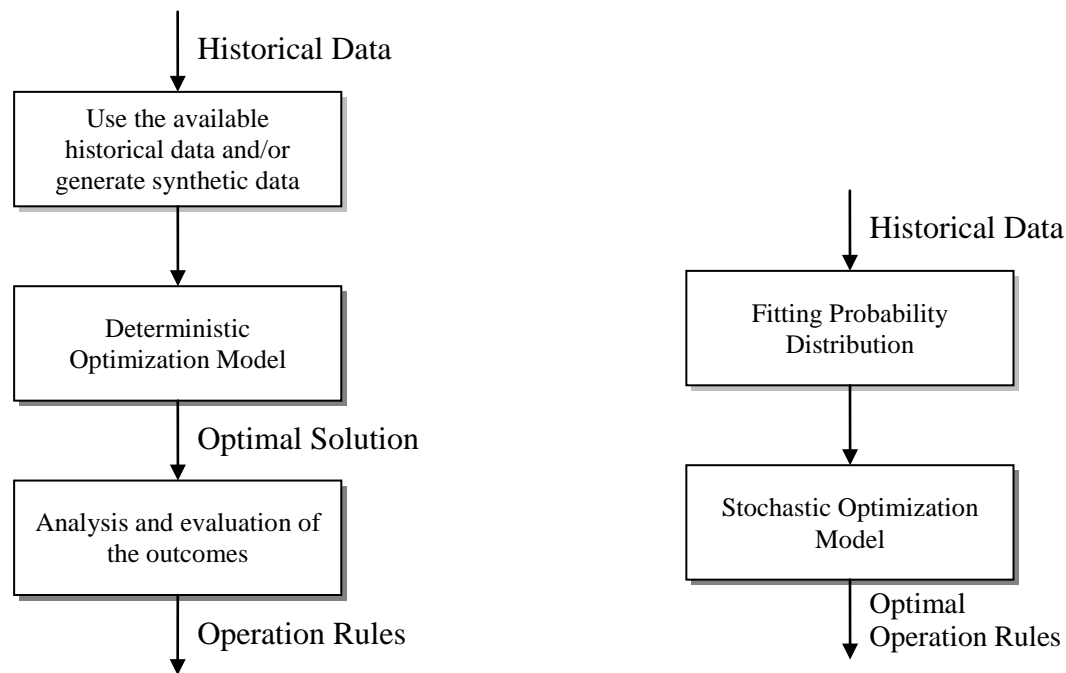 Historical Data
Use the available
historical data and/or
generate synthetic data
Deterministic
Optimization Model
Optimal Solution
Analysis and evaluation of
the outcomes
Operation Rules
Historical Data
Fitting Probability
Distribution
Stochastic Optimization
Model
Optimal
Operation Rules